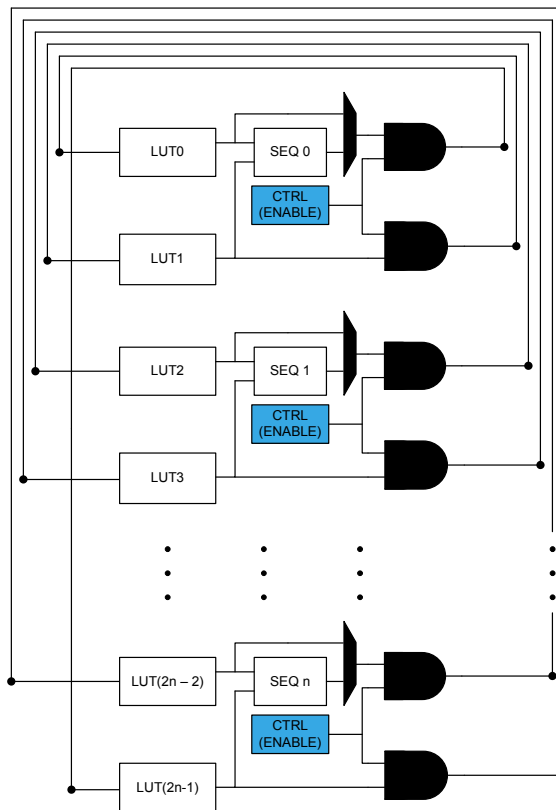 LUT0
SEQ 0
CTRL
(ENABLE)
LUT1
LUT2
SEQ 1
CTRL
(ENABLE)
LUT3
LUT(2n – 2)
SEQ n
CTRL
(ENABLE)
LUT(2n-1)